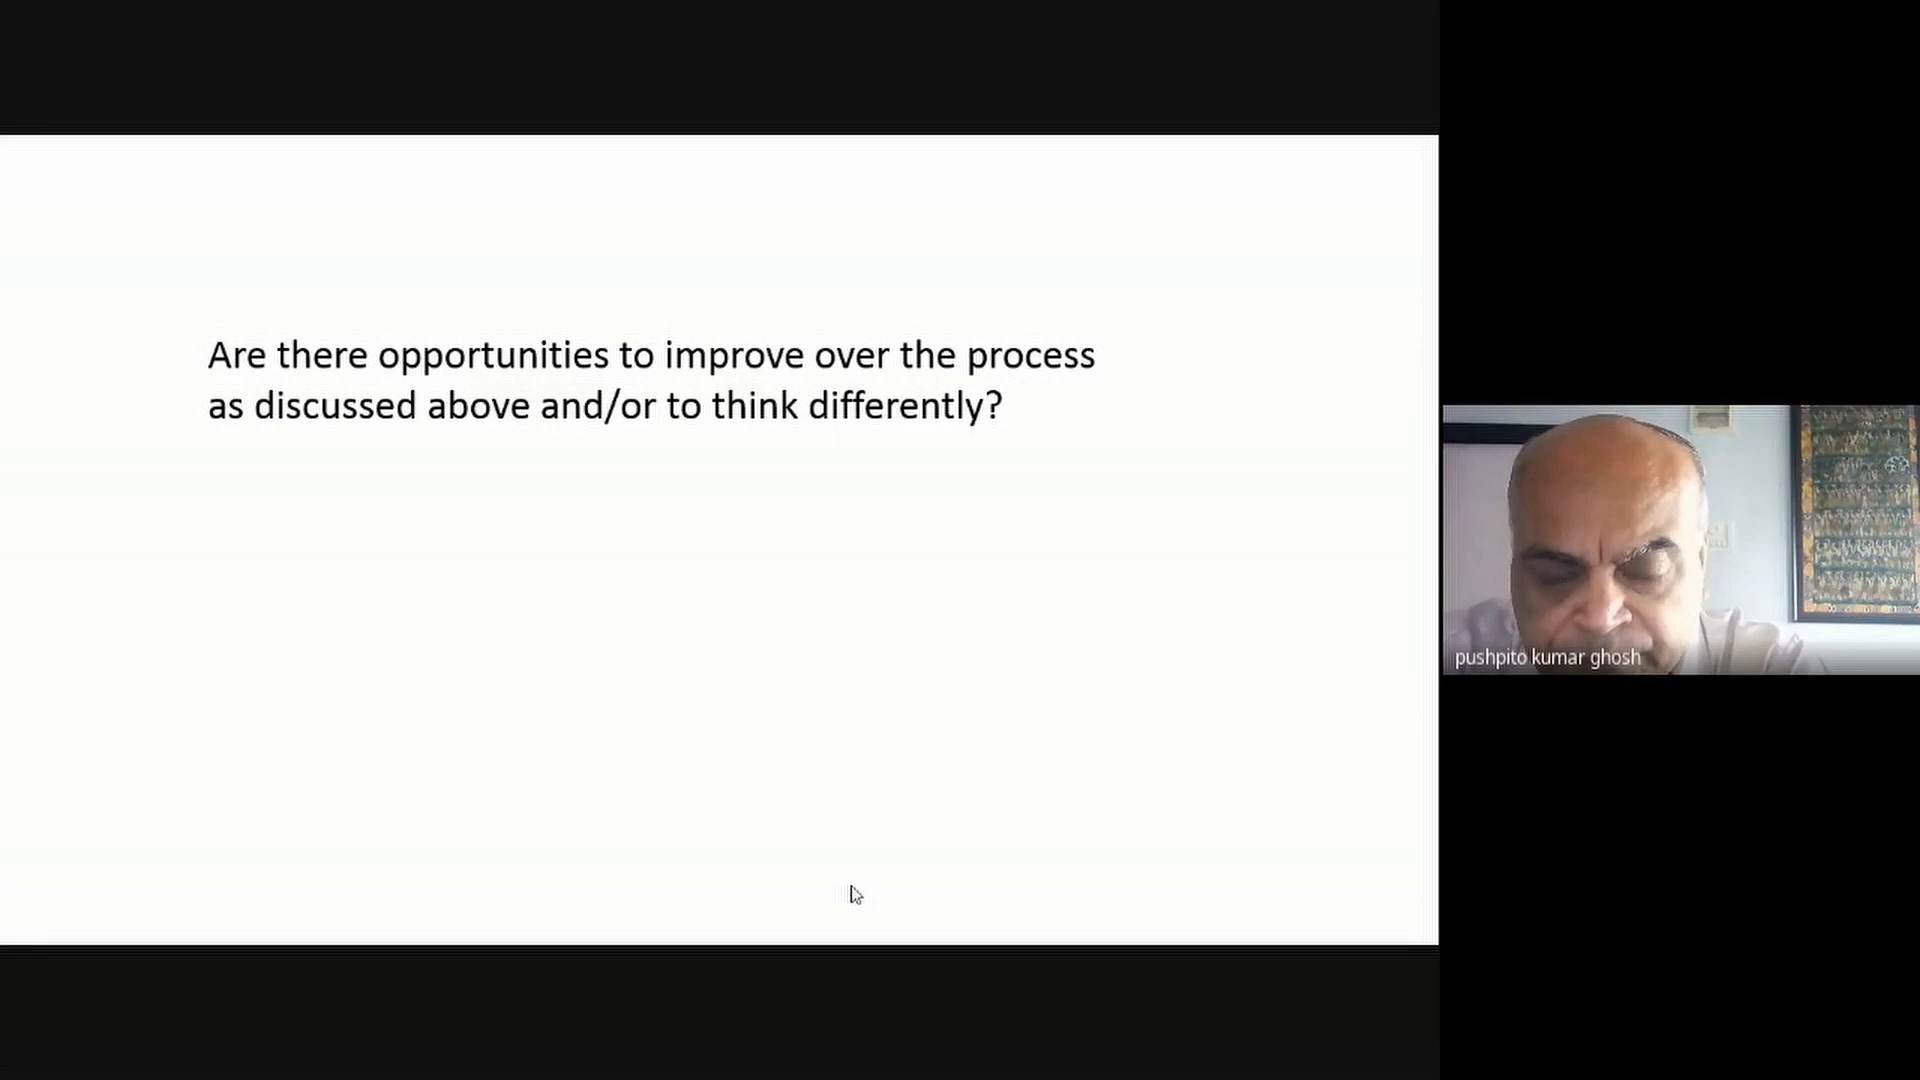 Are there opportunities to improve over the process
as discussed above and/or to think differently?
pushpito kumar ghosh